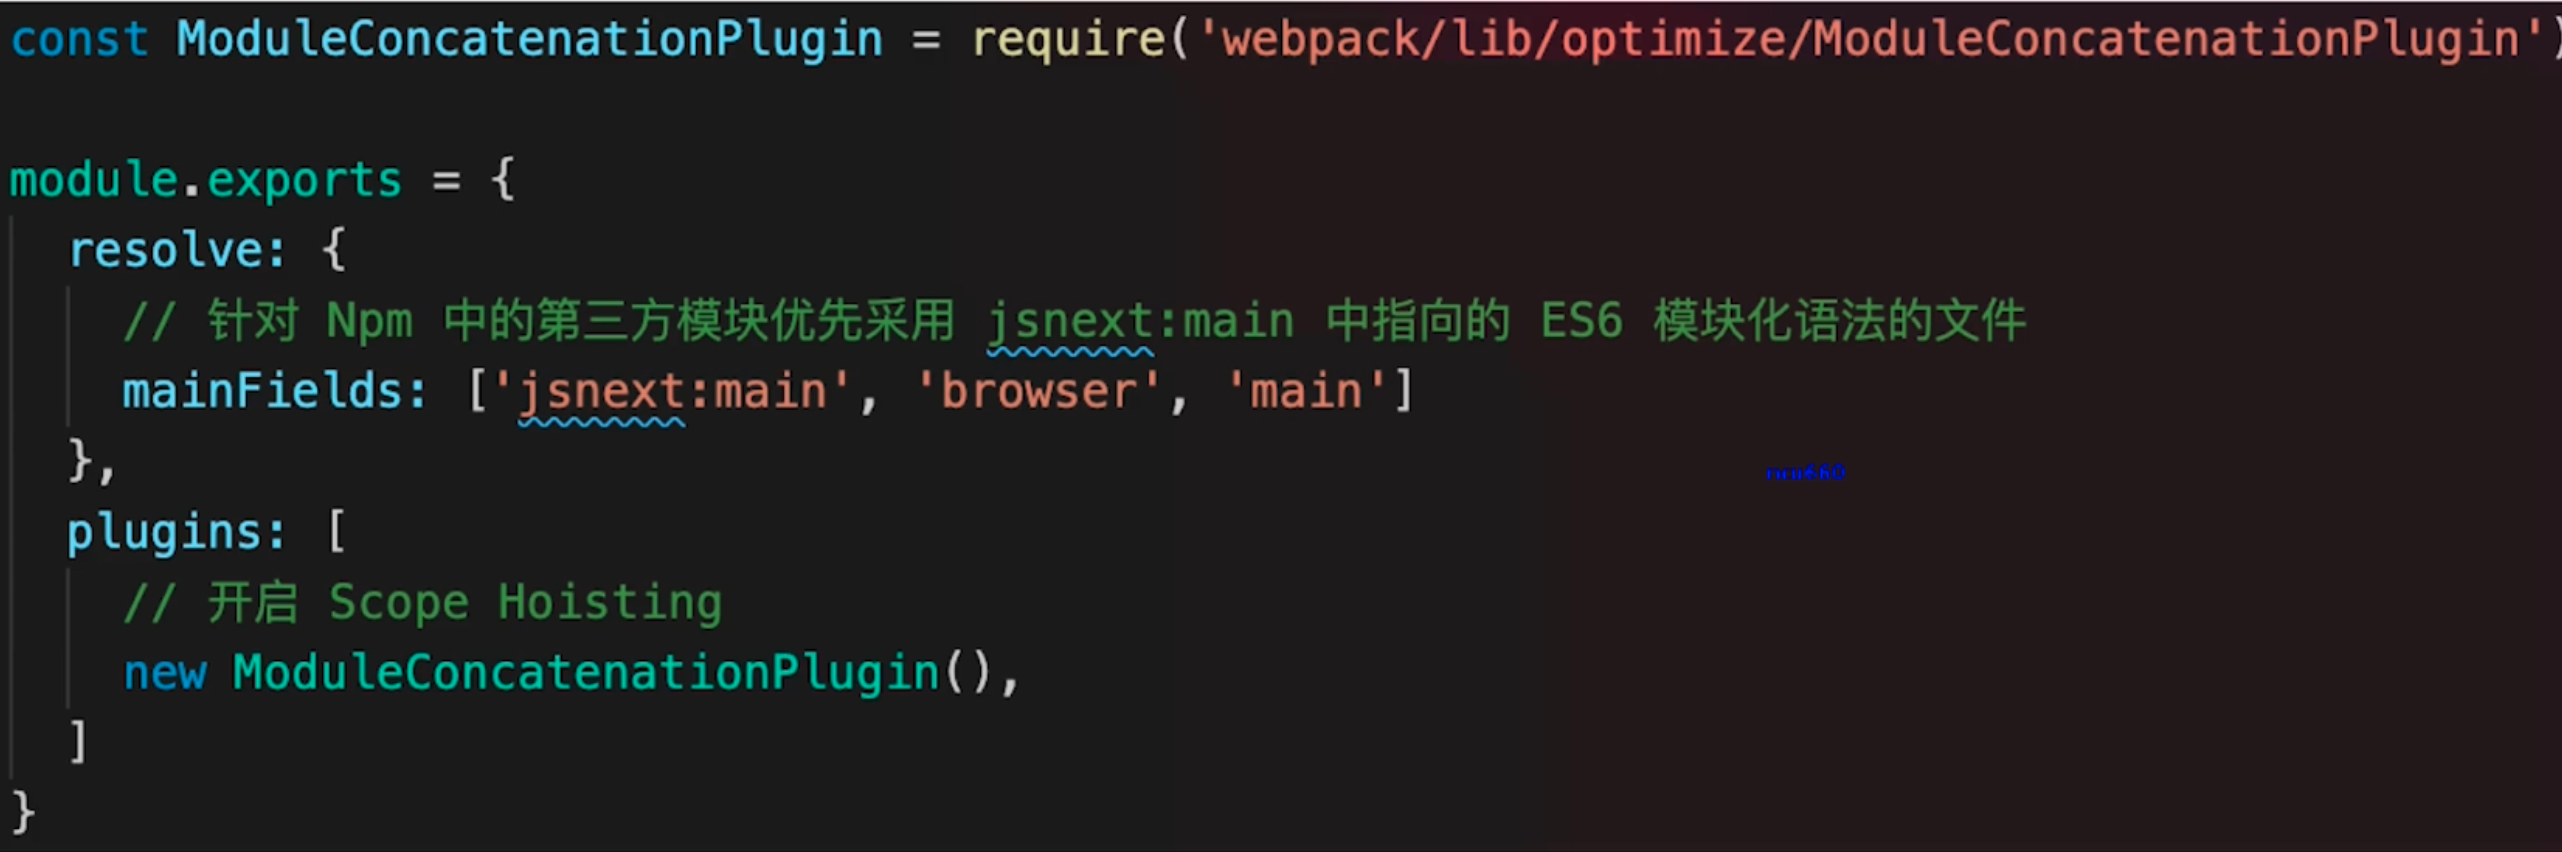 const ModuleConcatenationPlugin = require('webpack/lib/optimize/ModuleConcatenationPlugin')
module.exports = {
resolve: {
// 针对 Npm 中的第三方模块优先采用 jsnext:main 中指向的 ES6 模块化语法的文件
mainFields: ['jsnext:main', 'browser', 'main']
},
plugins: [
// 开启 Scope Hoisting
new ModuleConcatenationPlugin(),
]
}